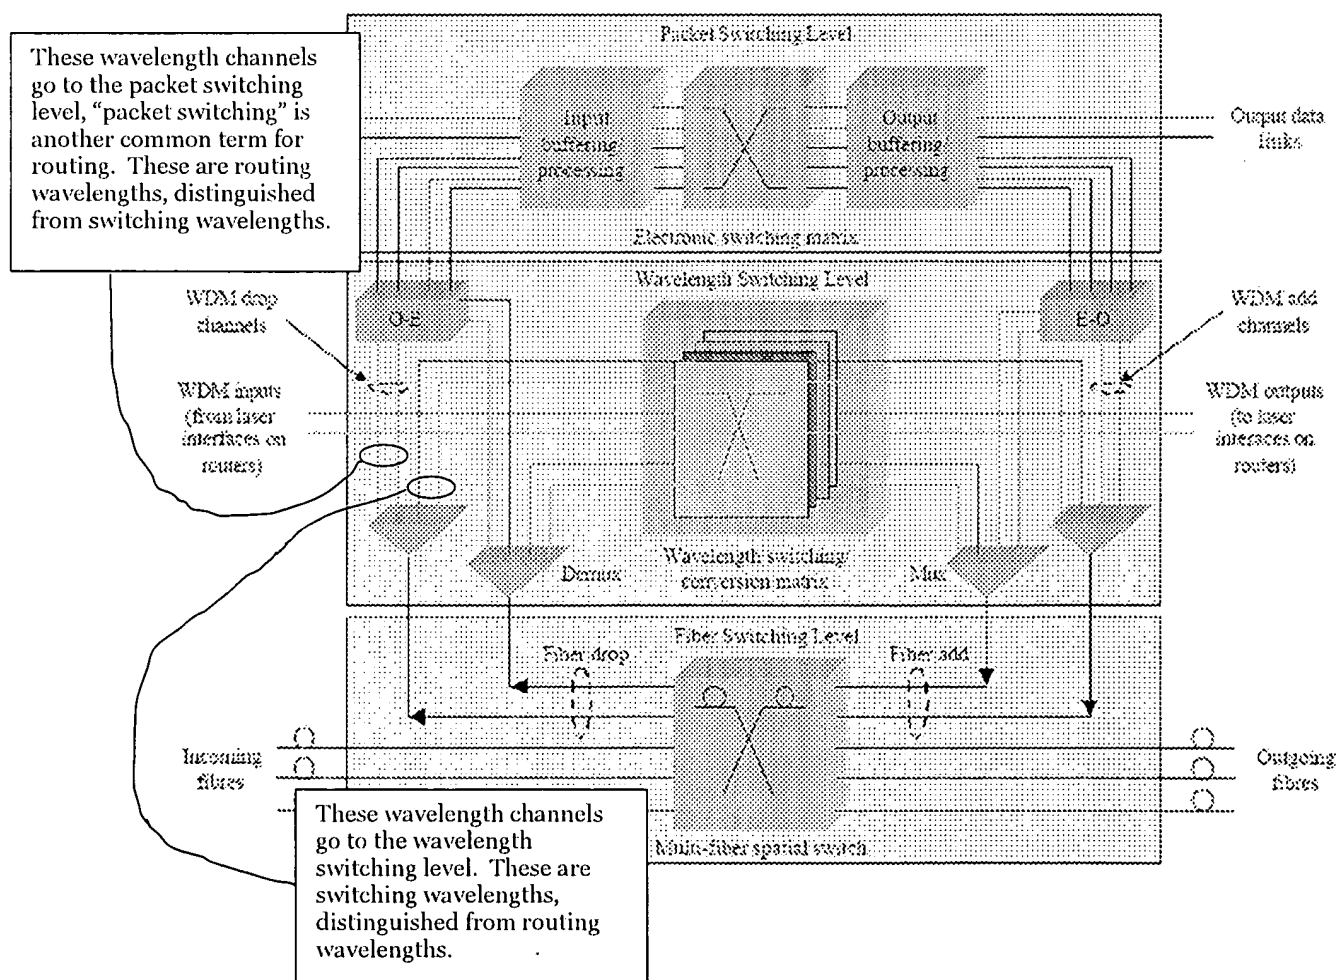 Packet Switching Level
These wavelength channels
go to the packet switching
level, “packet switching” is
another common term for
routing. These are routing
wavelengths, distinguished
from switching wavelengths.
Input
buffering/
processing
Output
buffering/
processing
Output data
links
Electronic switching matrix
Wavelength Switching Level
WDM drop
channels
O-E
E-O
WDM add
channels
WDM inputs
(from laser
interfaces on
routers)
WDM outputs
(to laser
interaces on
routers)
Demux
Wavelength switching/
conversion matrix
Mux
Fiber Switching Level
Fiber drop
Fiber add
Incoming
fibres
Outgoing
fibres
Multi-fiber spatial switch
These wavelength channels
go to the wavelength
switching level. These are
switching wavelengths,
distinguished from routing
wavelengths.